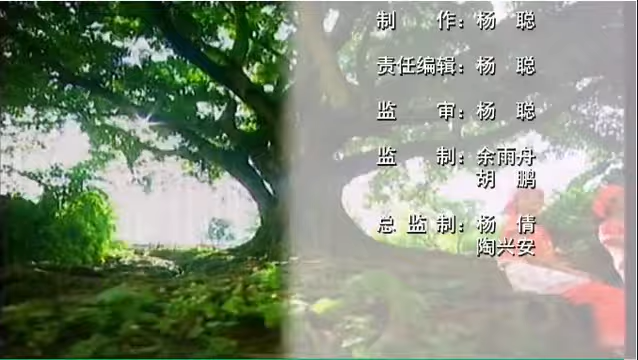 制 作：杨 聪
责任编辑：杨 聪
监 审：杨 聪
监 制：余雨舟
胡 鹏
总 监 制：杨 倩
陶兴安